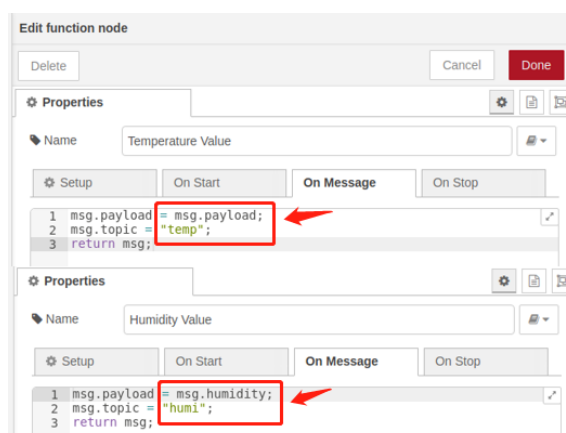 Edit function node
Delete Cancel Done
Properties
Name Temperature Value
Setup On Start On Message On Stop
1 msg.payload = msg.payload;
2 msg.topic = "temp";
3 return msg;
Properties
Name Humidity Value
Setup On Start On Message On Stop
1 msg.payload = msg.humidity;
2 msg.topic = "humi";
3 return msg;